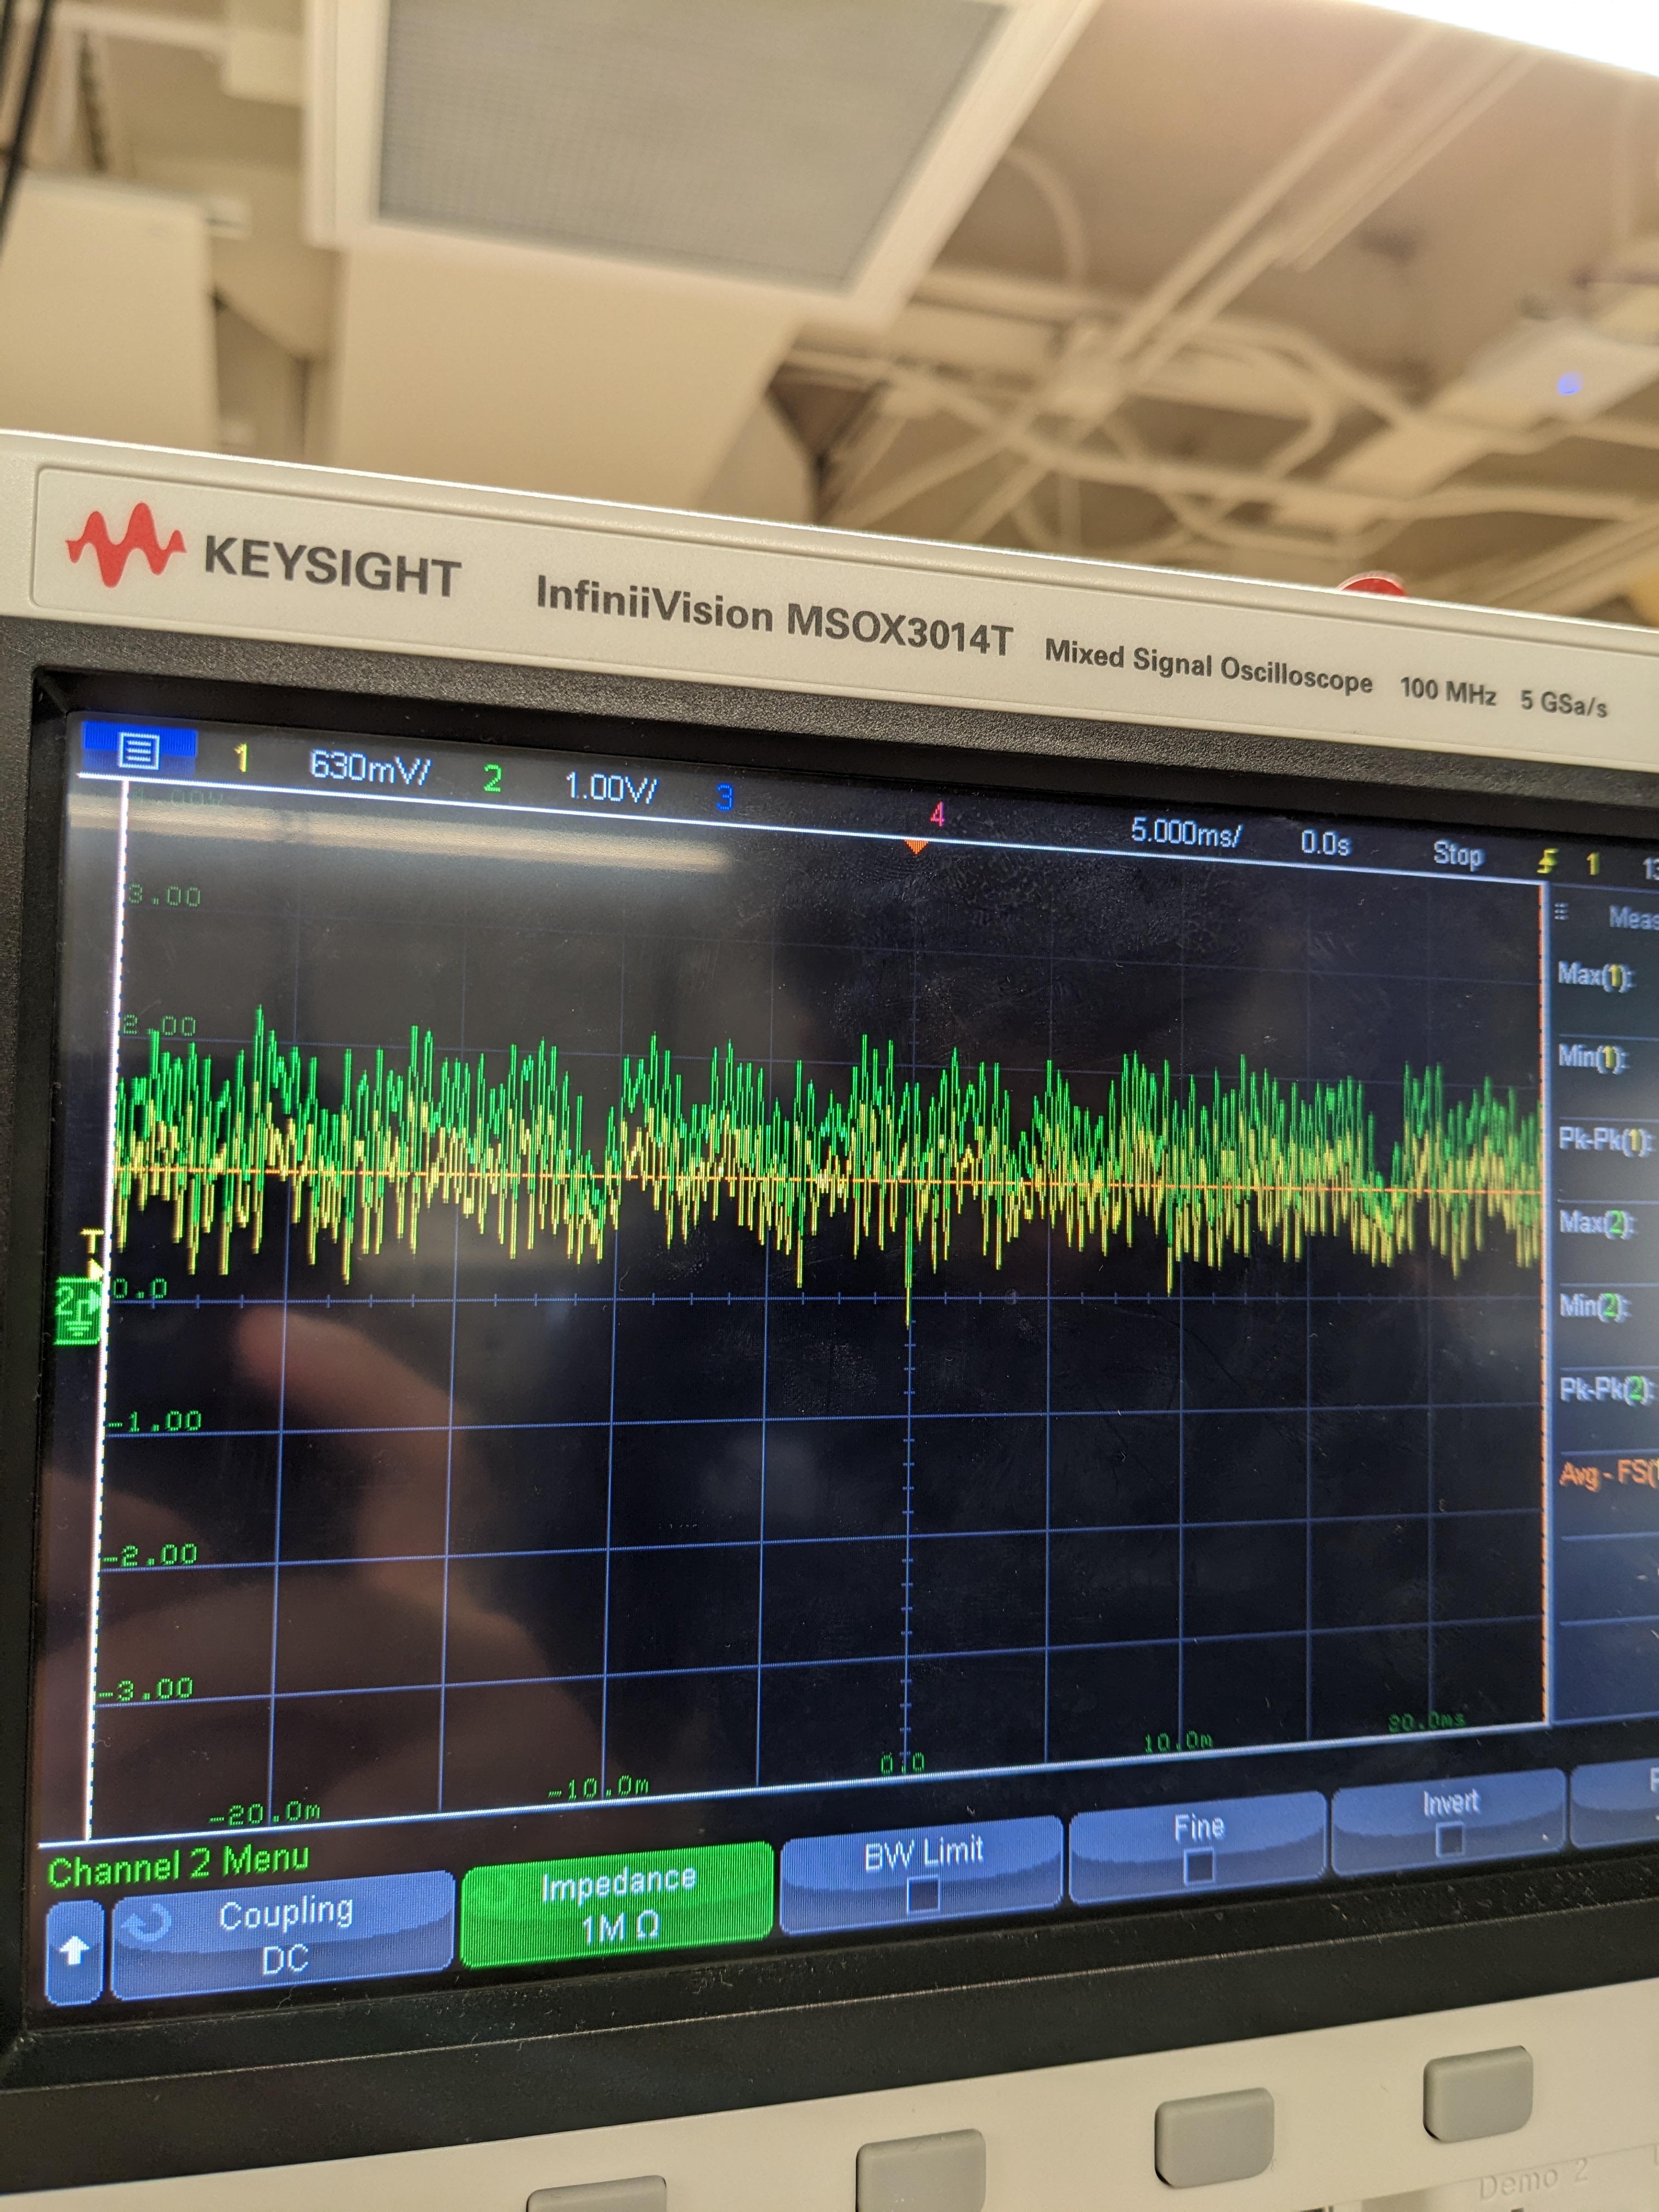 KEYSIGHT InfiniiVision MSOX3014T Mixed Signal Oscilloscope 100 MHz 5 GSa/s
1 630mV/ 2 1.00V/ 3 4 5.000ms/ 0.0s Stop 1
3.00
2.00
T
0.0
2
-1.00
-2.00
-3.00
-20.0m -10.0m 0.0 10.0m 20.0ms
Max(1):
Min(1):
Pk-Pk(1):
Max(2):
Min(2):
Pk-Pk(2):
Avg - FS(
Channel 2 Menu
Coupling
DC
Impedance
1M Ω
BW Limit
Fine
Invert
Demo 2